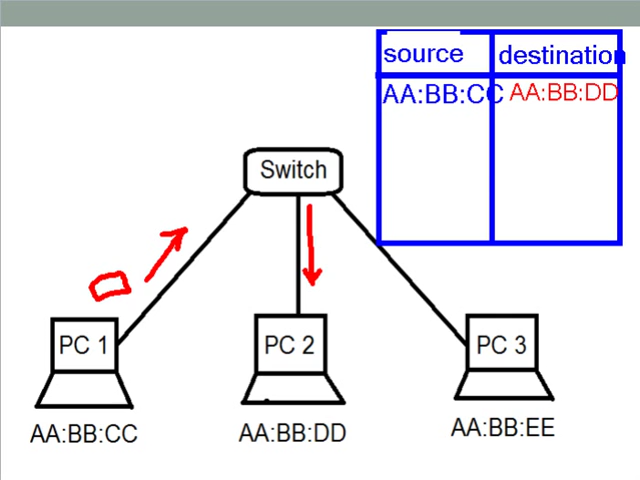 source destination
AA:BB:CC AA:BB:DD
Switch
PC 1 PC 2 PC 3
AA:BB:CC AA:BB:DD AA:BB:EE